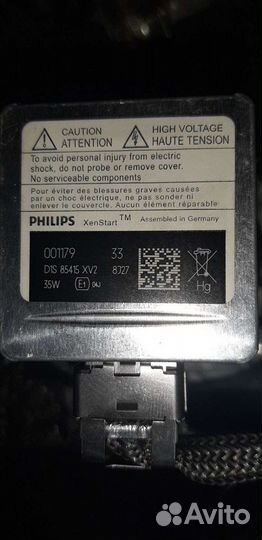 CAUTION
ATTENTION
HIGH VOLTAGE
HAUTE TENSION
To avoid personal injury from electric
shock, do not probe or remove cover.
No serviceable components
Pour éviter des blessures graves causées
par un choc électrique, ne pas sonder ni
enlever le couvercle. Aucun élément réparable
PHILIPS XenStart™ Assembled in Germany
001179 33
D1S 85415 XV2 8727
35W E1 04J
Hg
Avito